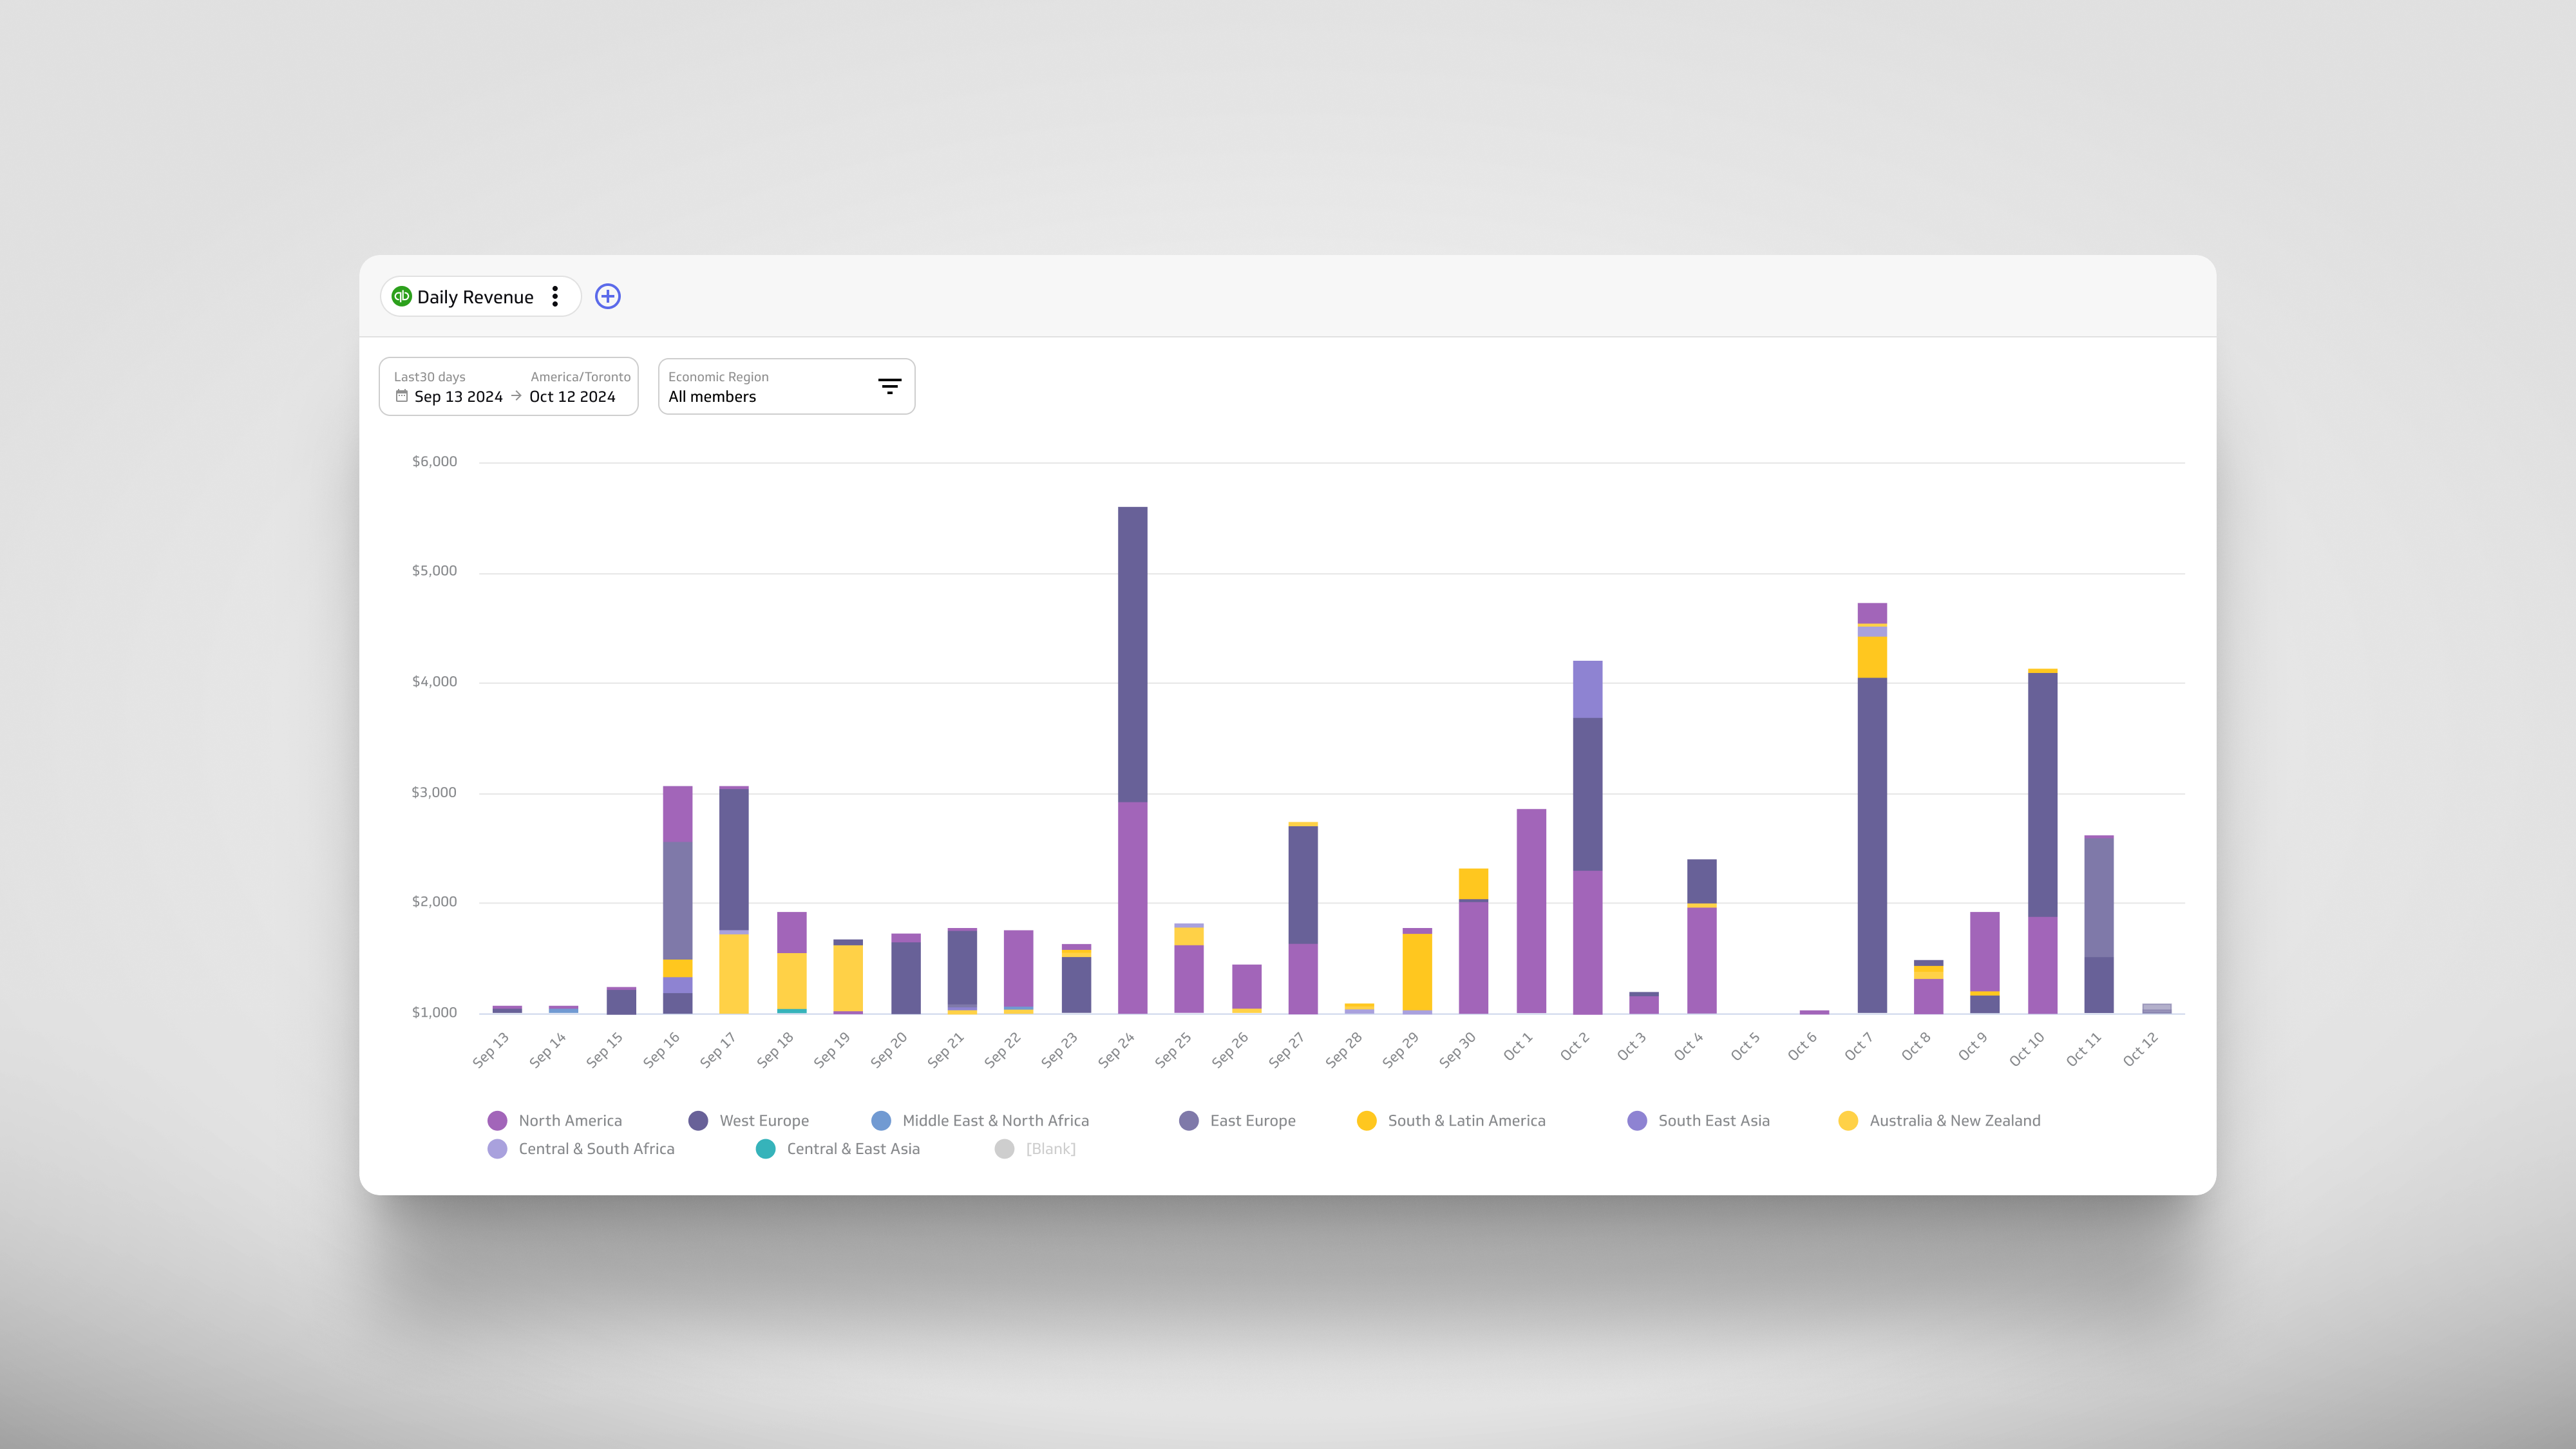 qb Daily Revenue
Last30 days America/Toronto
Sep 13 2024 → Oct 12 2024
Economic Region
All members
$6,000
$5,000
$4,000
$3,000
$2,000
$1,000
Sep 13 Sep 14 Sep 15 Sep 16 Sep 17 Sep 18 Sep 19 Sep 20 Sep 21 Sep 22 Sep 23 Sep 24 Sep 25 Sep 26 Sep 27 Sep 28 Sep 29 Sep 30 Oct 1 Oct 2 Oct 3 Oct 4 Oct 5 Oct 6 Oct 7 Oct 8 Oct 9 Oct 10 Oct 11 Oct 12
North America West Europe Middle East & North Africa East Europe South & Latin America South East Asia Australia & New Zealand
Central & South Africa Central & East Asia [Blank]